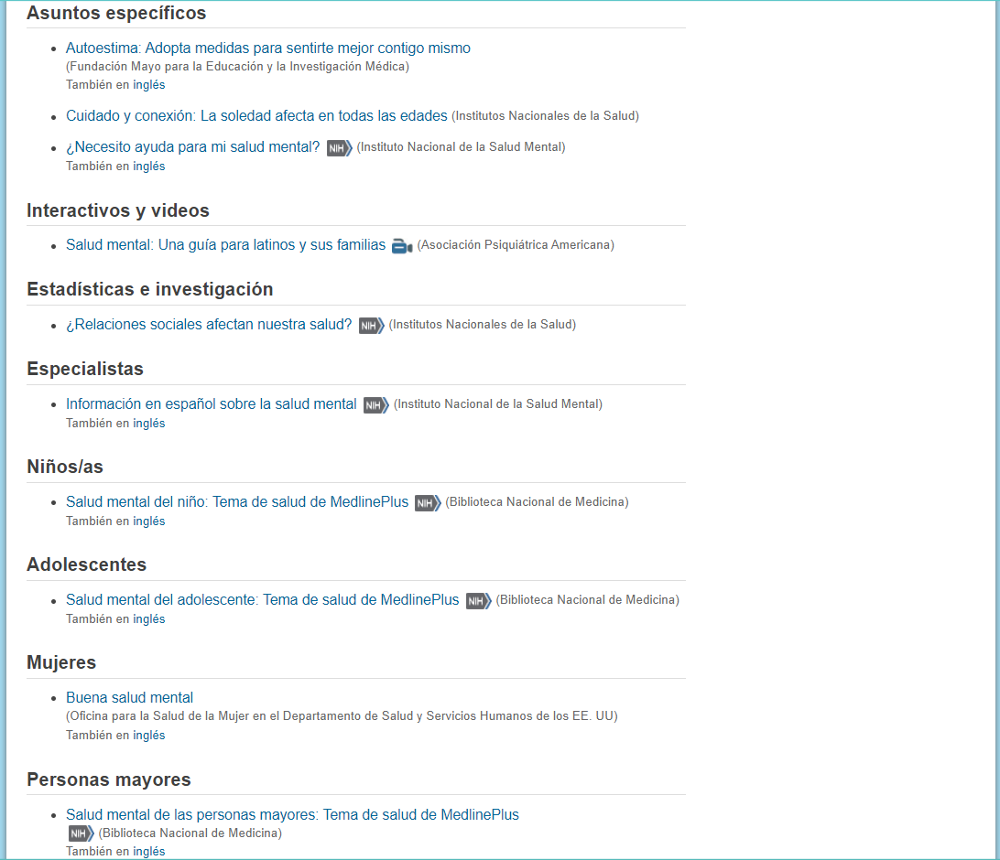 Asuntos específicos
Autoestima: Adopta medidas para sentirte mejor contigo mismo
(Fundación Mayo para la Educación y la Investigación Médica)
También en inglés
Cuidado y conexión: La soledad afecta en todas las edades (Institutos Nacionales de la Salud)
¿Necesito ayuda para mi salud mental? NIH (Instituto Nacional de la Salud Mental)
También en inglés
Interactivos y videos
Salud mental: Una guía para latinos y sus familias (Asociación Psiquiátrica Americana)
Estadísticas e investigación
¿Relaciones sociales afectan nuestra salud? NIH (Institutos Nacionales de la Salud)
Especialistas
Información en español sobre la salud mental NIH (Instituto Nacional de la Salud Mental)
También en inglés
Niños/as
Salud mental del niño: Tema de salud de MedlinePlus NIH (Biblioteca Nacional de Medicina)
También en inglés
Adolescentes
Salud mental del adolescente: Tema de salud de MedlinePlus NIH (Biblioteca Nacional de Medicina)
También en inglés
Mujeres
Buena salud mental
(Oficina para la Salud de la Mujer en el Departamento de Salud y Servicios Humanos de los EE. UU)
También en inglés
Personas mayores
Salud mental de las personas mayores: Tema de salud de MedlinePlus
NIH (Biblioteca Nacional de Medicina)
También en inglés